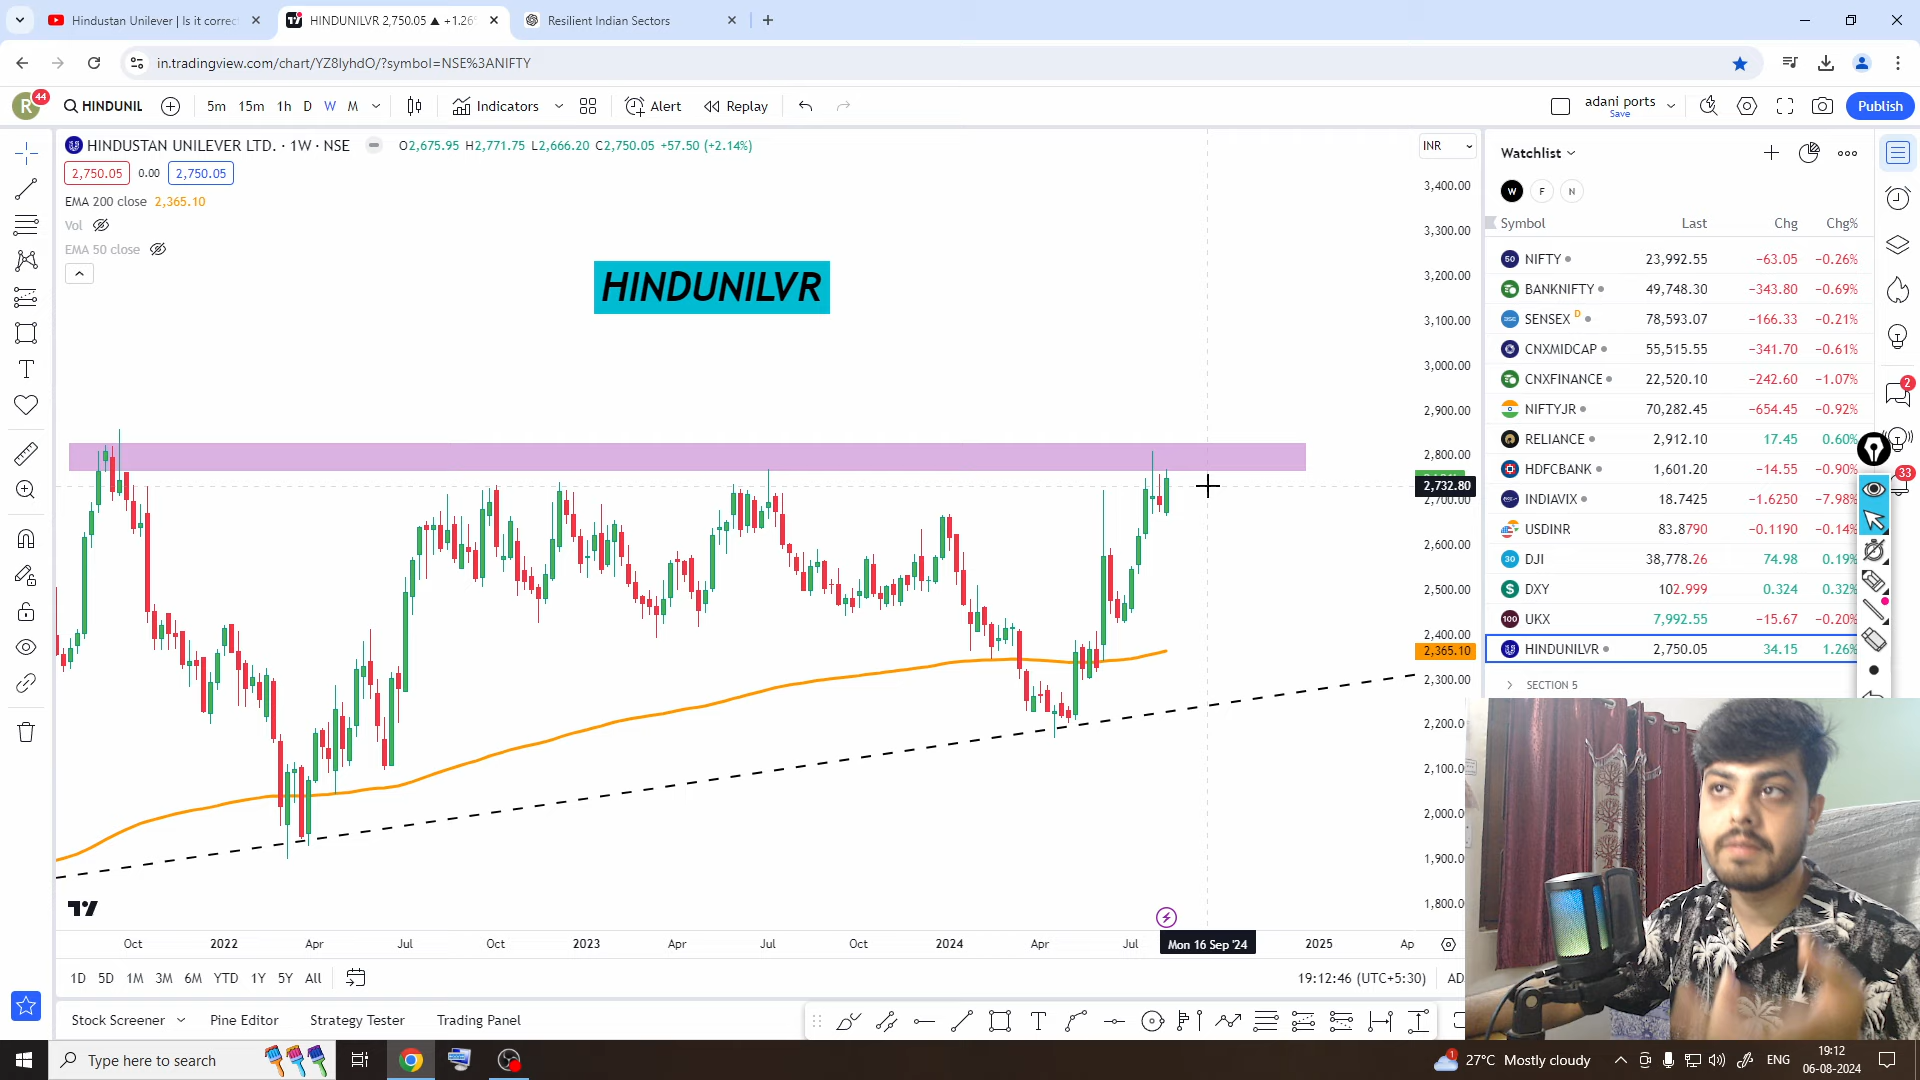 Hindustan Unilever | Is it correc
HINDUNILVR 2,750.05 ▲ +1.26
Resilient Indian Sectors
in.tradingview.com/chart/YZ8IyhdO/?symbol=NSE%3ANIFTY
R 44
HINDUNIL 5m 15m 1h D W M Indicators Alert Replay adani ports Save Publish
HINDUSTAN UNILEVER LTD. · 1W · NSE O2,675.95 H2,771.75 L2,666.20 C2,750.05 +57.50 (+2.14%)
2,750.05 0.00 2,750.05
EMA 200 close 2,365.10
Vol
EMA 50 close
HINDUNILVR
INR
3,400.00
3,300.00
3,200.00
3,100.00
3,000.00
2,900.00
2,800.00
2,732.80
2,700.00
2,600.00
2,500.00
2,400.00
2,365.10
2,300.00
2,200.00
2,100.00
2,000.00
1,900.00
1,800.00
Oct 2022 Apr Jul Oct 2023 Apr Jul Oct 2024 Apr Jul Mon 16 Sep '24 2025 Ap
1D 5D 1M 3M 6M YTD 1Y 5Y All 19:12:46 (UTC+5:30) AD
Stock Screener Pine Editor Strategy Tester Trading Panel
Watchlist
W F N
Symbol Last Chg Chg%
50 NIFTY 23,992.55 −63.05 −0.26%
BANKNIFTY 49,748.30 −343.80 −0.69%
SENSEX D 78,593.07 −166.33 −0.21%
CNXMIDCAP 55,515.55 −341.70 −0.61%
CNXFINANCE 22,520.10 −242.60 −1.07%
NIFTYJR 70,282.45 −654.45 −0.92%
RELIANCE 2,912.10 17.45 0.60%
HDFCBANK 1,601.20 −14.55 −0.90%
INDIAVIX 18.7425 −1.6250 −7.98%
USDINR 83.8790 −0.1190 −0.14%
30 DJI 38,778.26 74.98 0.19%
$ DXY 102.999 0.324 0.32%
100 UKX 7,992.55 −15.67 −0.20%
HINDUNILVR 2,750.05 34.15 1.26%
SECTION 5
2
33
Type here to search
1 27°C Mostly cloudy ENG 19:12
06-08-2024